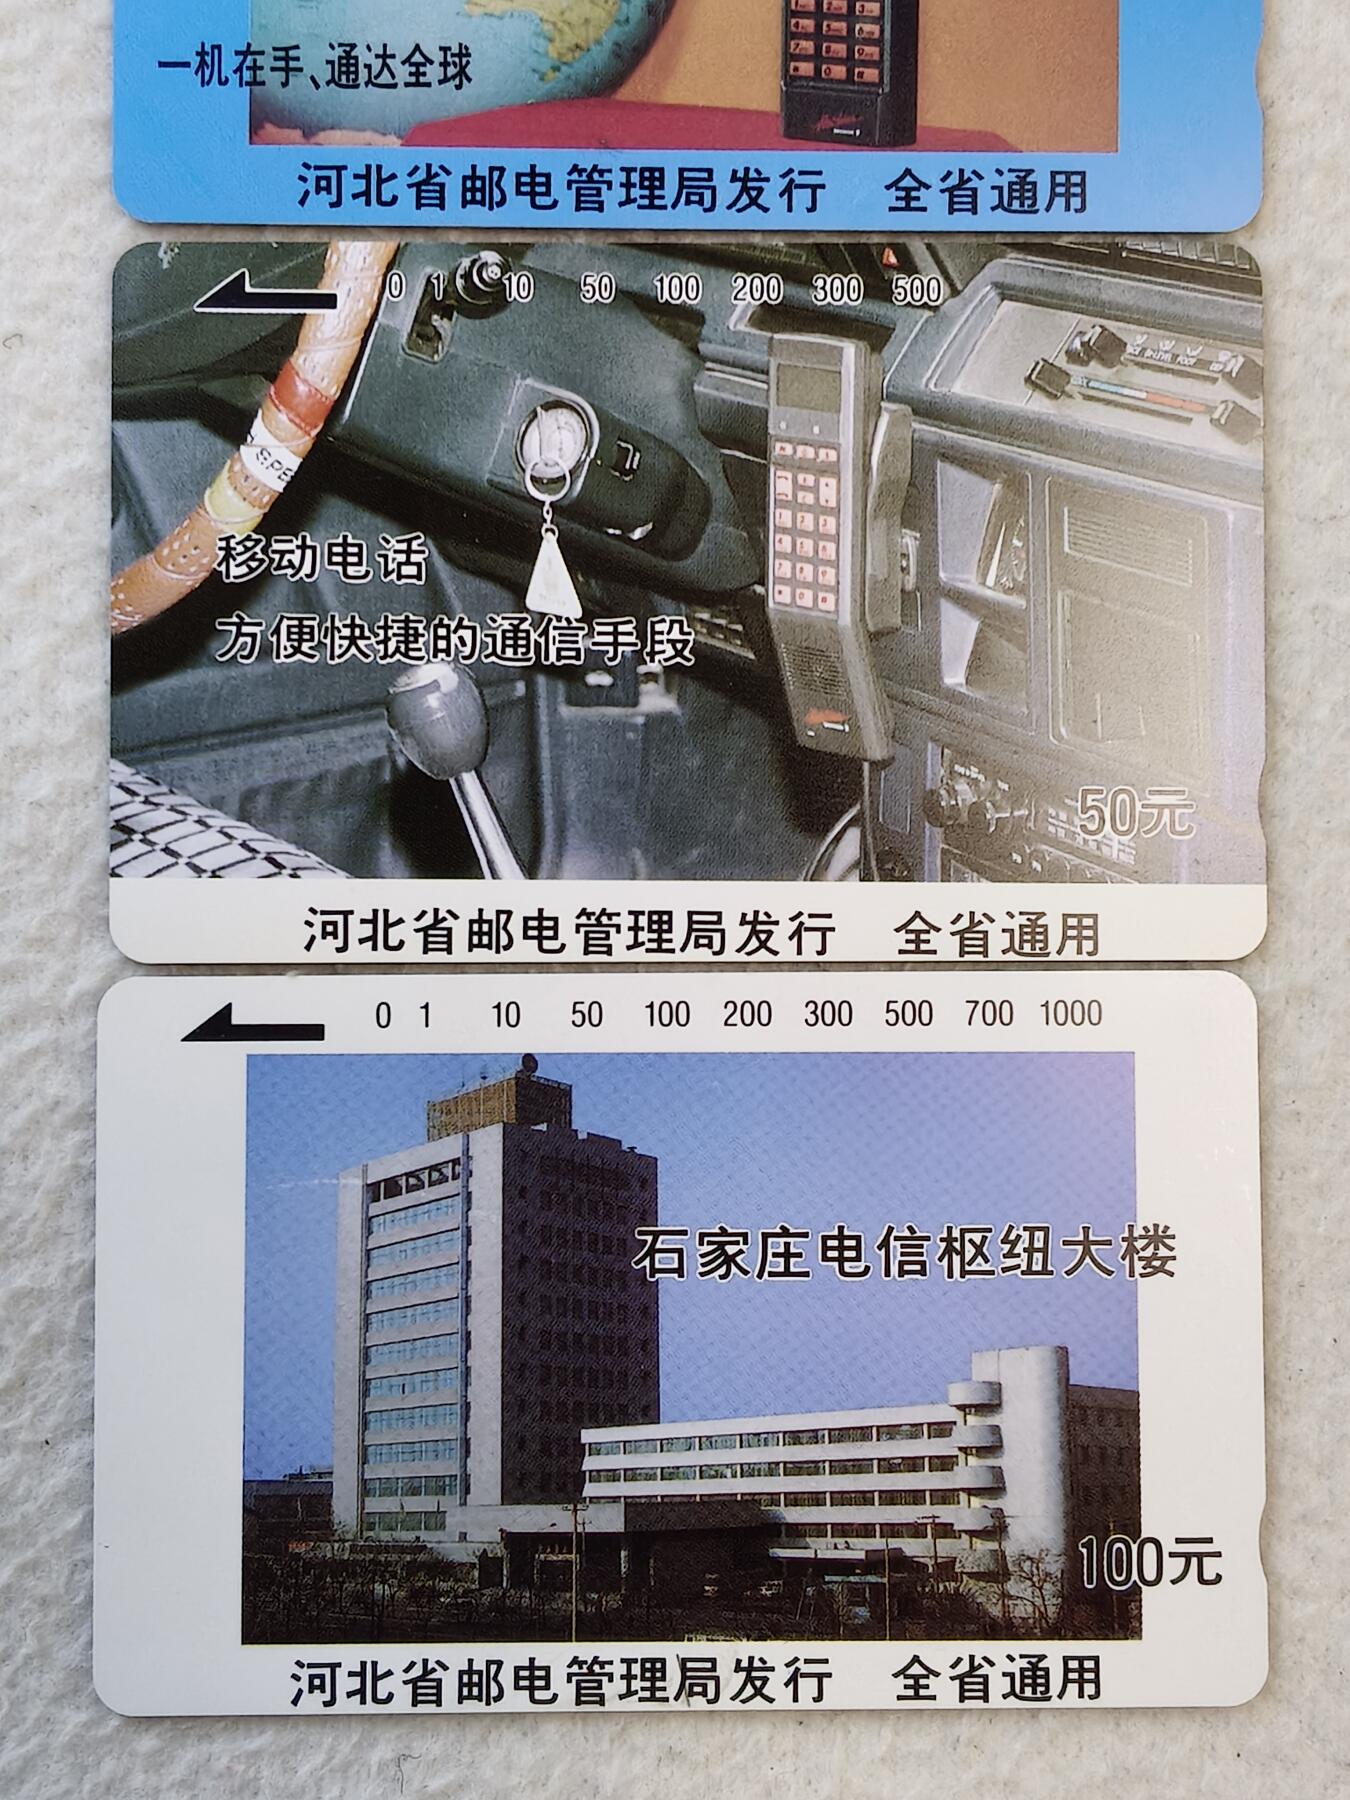 一机在手、通达全球
河北省邮电管理局发行 全省通用
0 1 10 50 100 200 300 500
移动电话
方便快捷的通信手段
50元
河北省邮电管理局发行 全省通用
0 1 10 50 100 200 300 500 700 1000
石家庄电信枢纽大楼
100元
河北省邮电管理局发行 全省通用